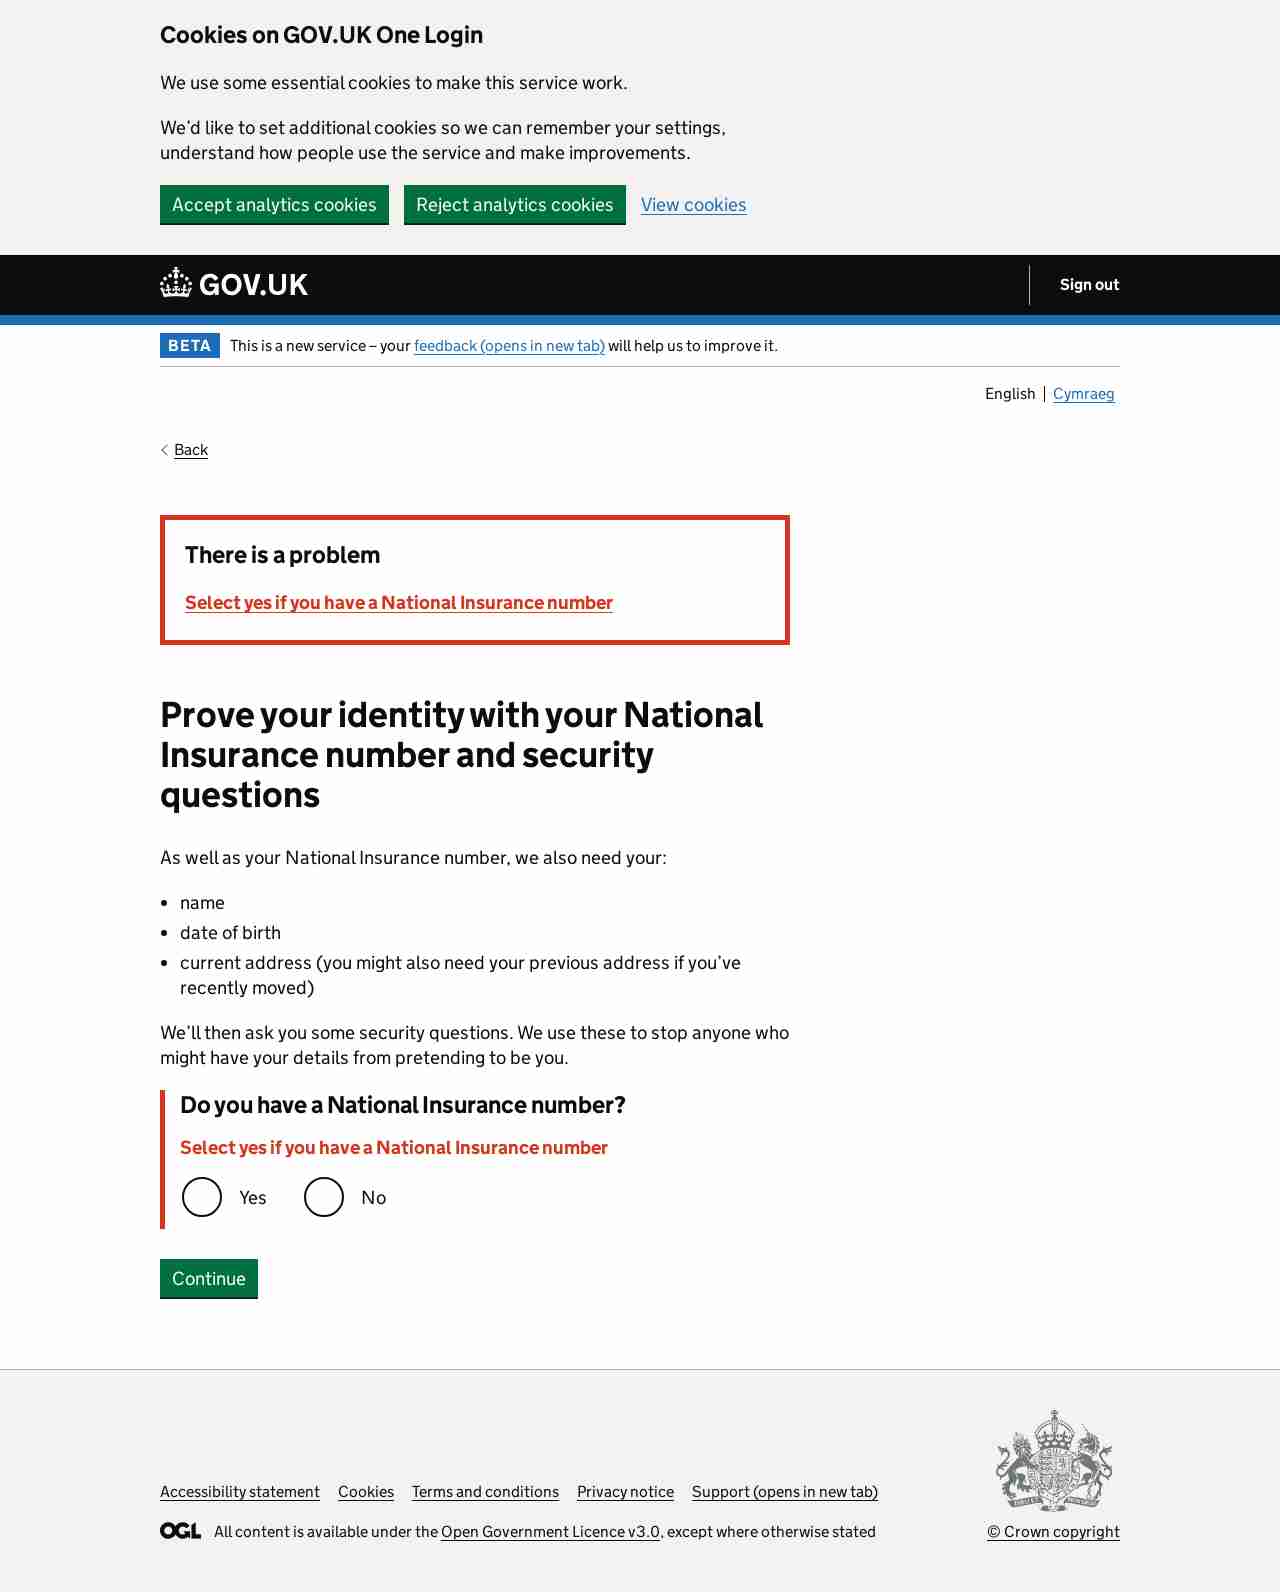 Cookies on GOV.UK One Login
We use some essential cookies to make this service work.
We’d like to set additional cookies so we can remember your settings,
understand how people use the service and make improvements.
Accept analytics cookies
Reject analytics cookies
View cookies
GOV.UK
Sign out
BETA
This is a new service – your feedback (opens in new tab) will help us to improve it.
English
Cymraeg
Back
There is a problem
Select yes if you have a National Insurance number
Prove your identity with your National
Insurance number and security
questions
As well as your National Insurance number, we also need your:
• name
• date of birth
• current address (you might also need your previous address if you’ve
recently moved)
We’ll then ask you some security questions. We use these to stop anyone who
might have your details from pretending to be you.
Do you have a National Insurance number?
Select yes if you have a National Insurance number
Yes
No
Continue
Accessibility statement
Cookies
Terms and conditions
Privacy notice
Support (opens in new tab)
OGL
All content is available under the Open Government Licence v3.0, except where otherwise stated
© Crown copyright